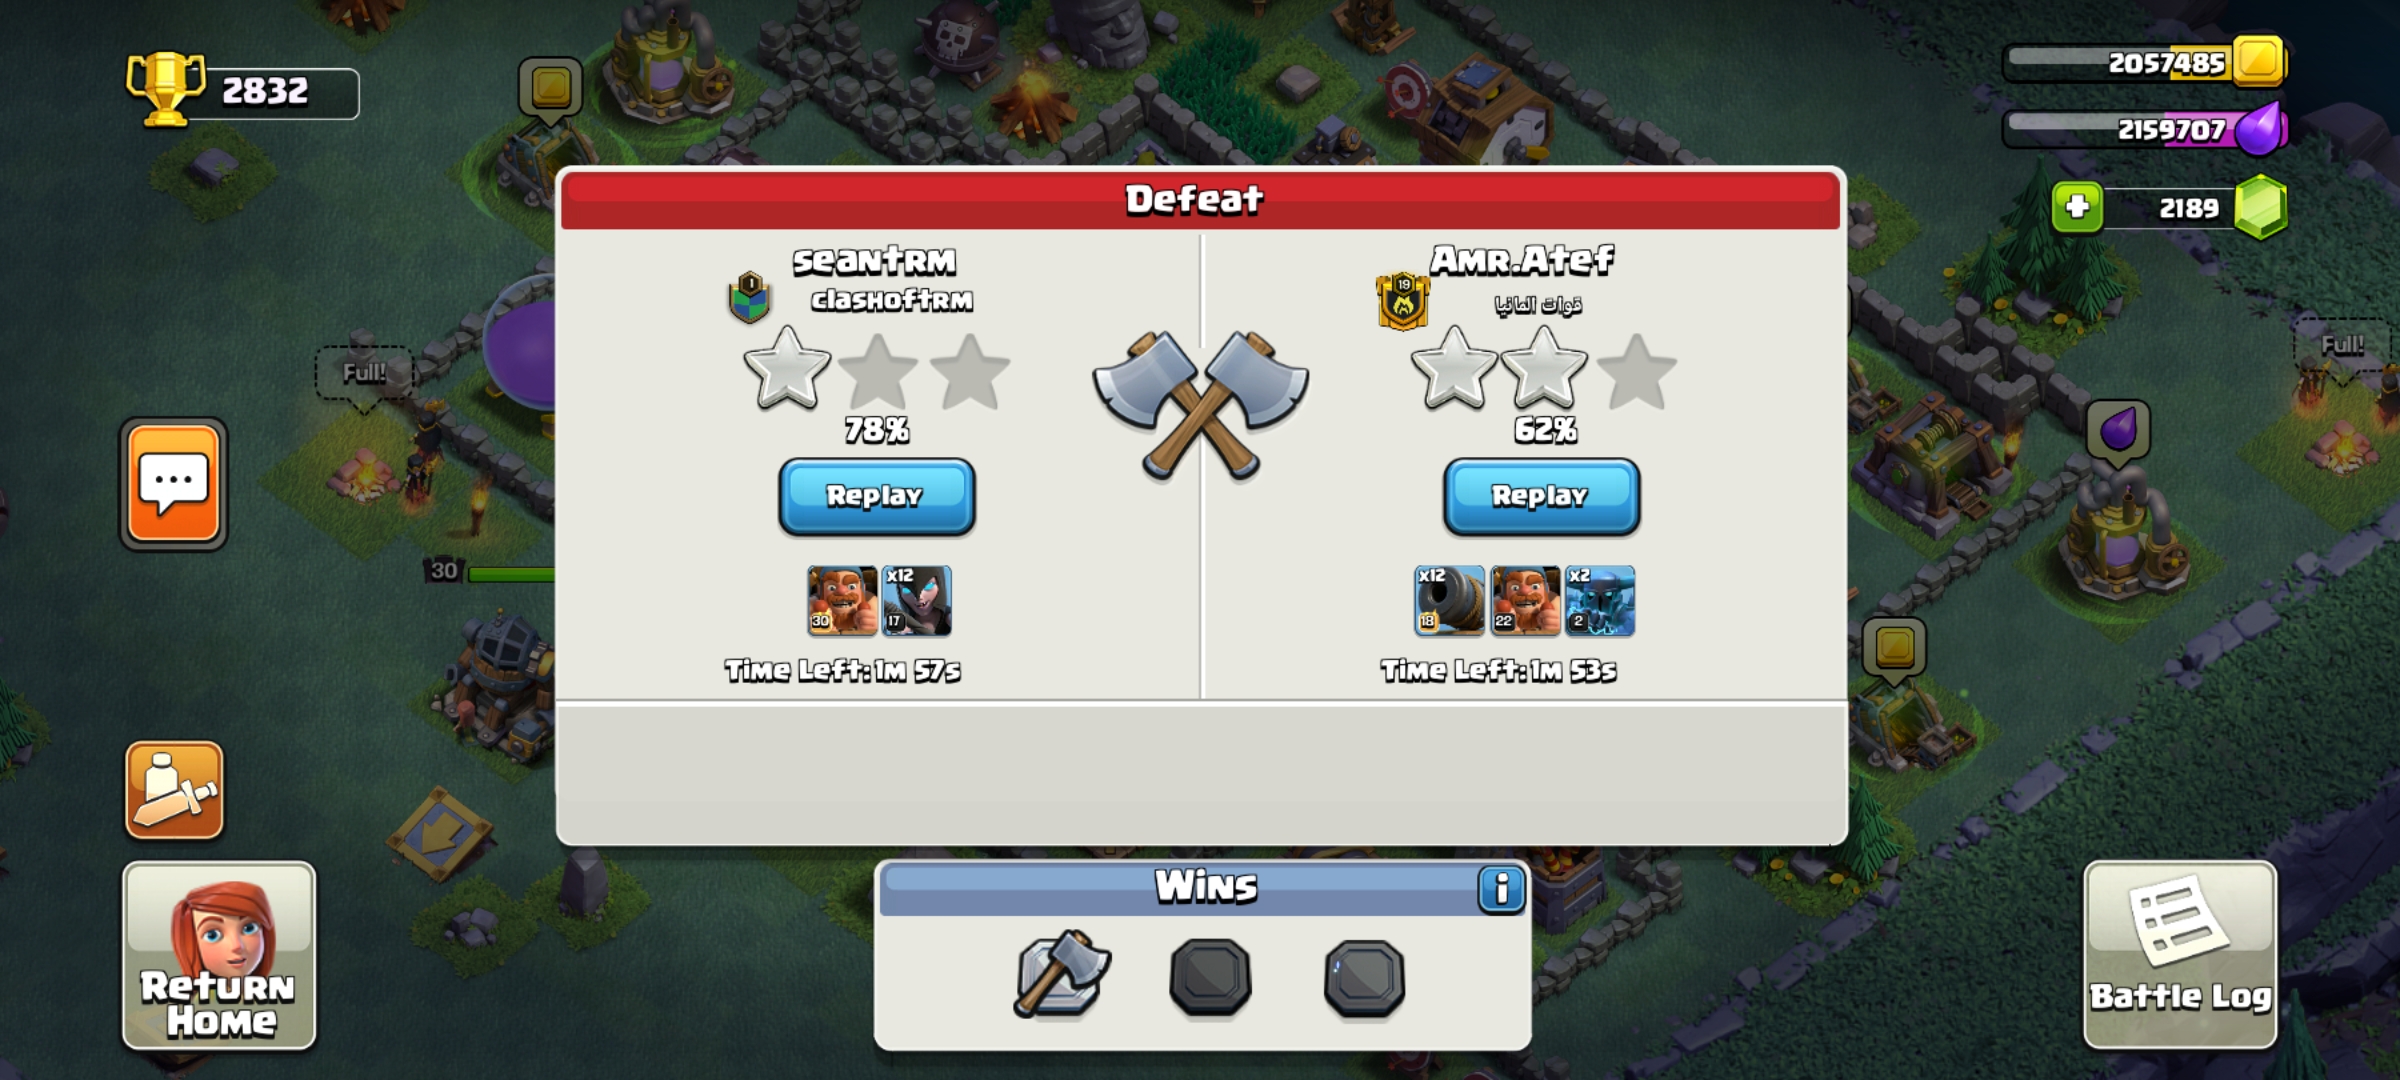 2832
2057485
2159707
2189
Defeat
seantrm
clashoftrm
1
Amr.Atef
قوات المانيا
19
Full!
Full!
78%
62%
Replay
Replay
30
30
x12
17
x12
18
22
x2
2
Time Left: 1m 57s
Time Left: 1m 53s
Wins
i
Return
Home
Battle Log